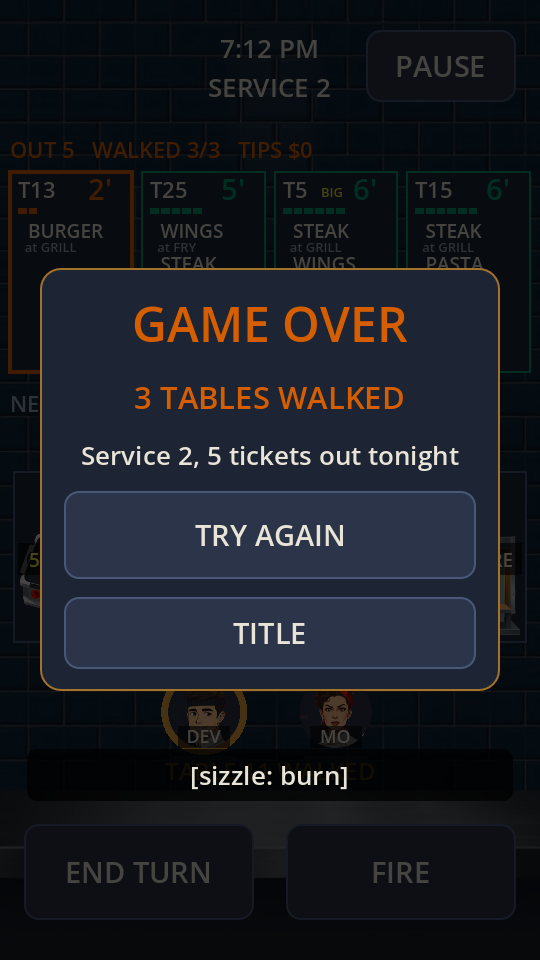 7:12 PM
SERVICE 2
PAUSE
OUT 5 WALKED 3/3 TIPS $0
T13 2'
BURGER
at GRILL
T25 5'
WINGS
at FRY
STEAK
T5 BIG 6'
STEAK
at GRILL
WINGS
T15 6'
STEAK
at GRILL
PASTA
NE
GAME OVER
3 TABLES WALKED
Service 2, 5 tickets out tonight
TRY AGAIN
TITLE
5
RE
DEV
MO
[sizzle: burn]
END TURN
FIRE